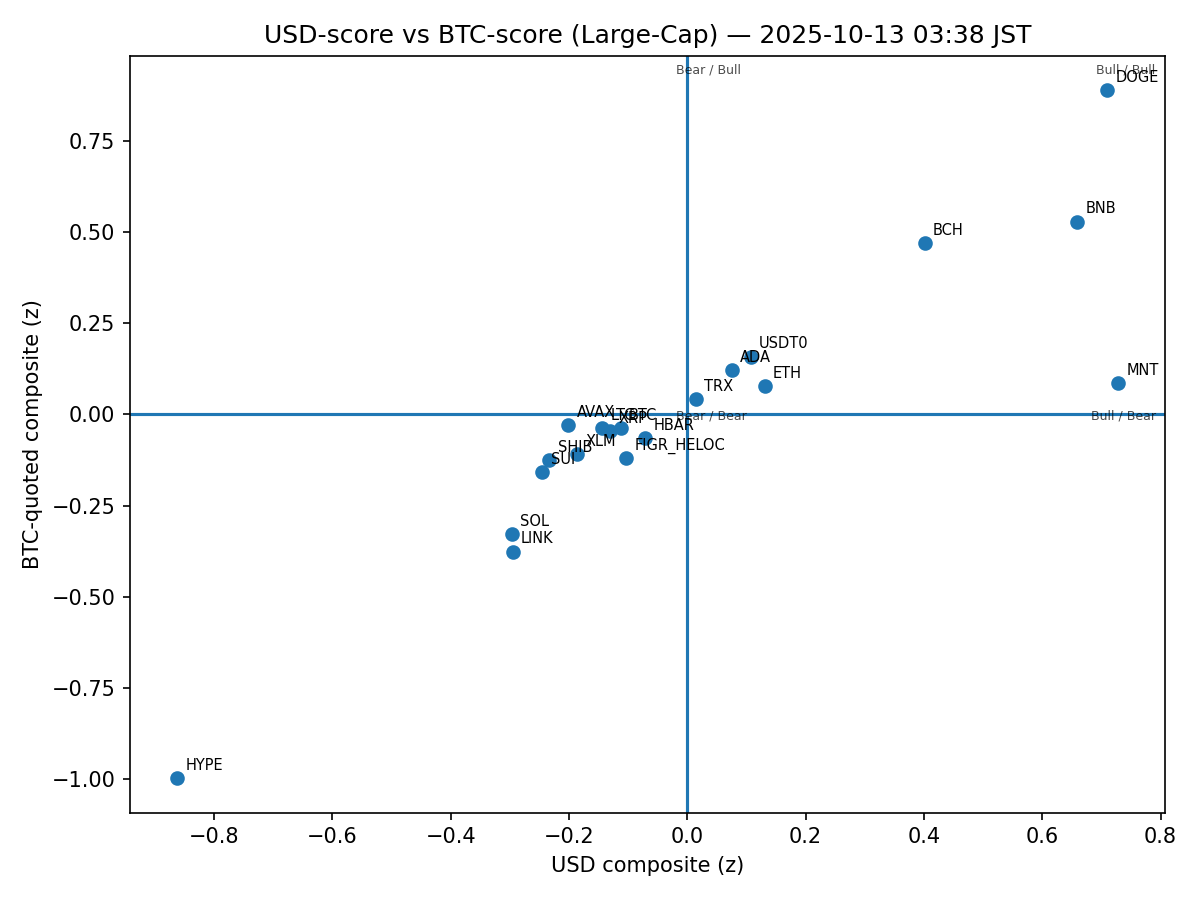 USD-score vs BTC-score (Large-Cap) — 2025-10-13 03:38 JST
Bear / Bull
Bull / Bull
DOGE
BNB
BCH
USDT0
ADA
ETH
MNT
TRX
Bear / Bear
Bull / Bear
AVAX
LTC
BTC
XRP
HBAR
XLM
FIGR_HELOC
SHIB
SUI
SOL
LINK
HYPE
0.75
0.50
0.25
0.00
−0.25
−0.50
−0.75
−1.00
BTC-quoted composite (z)
−0.8
−0.6
−0.4
−0.2
0.0
0.2
0.4
0.6
0.8
USD composite (z)